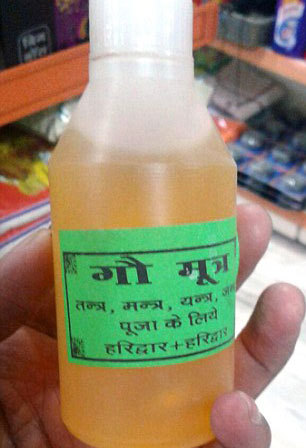 गौ मूत्र
तन्त्र, मन्त्र, यन्त्र,
पूजा के लिये
हरिद्वार+हरिद्वार